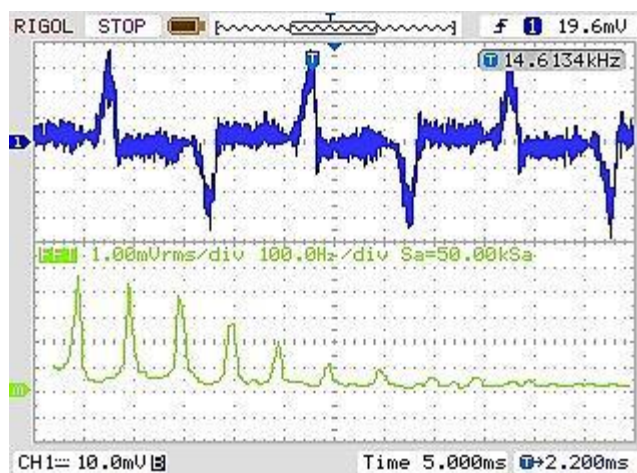 RIGOL STOP f 1 19.6mV
T
T 14.6134kHz
T
1
FFT 1.00mVrms/div 100.0Hz/div Sa=50.00kSa
M
CH1 10.0mV B Time 5.000ms T→2.200ms